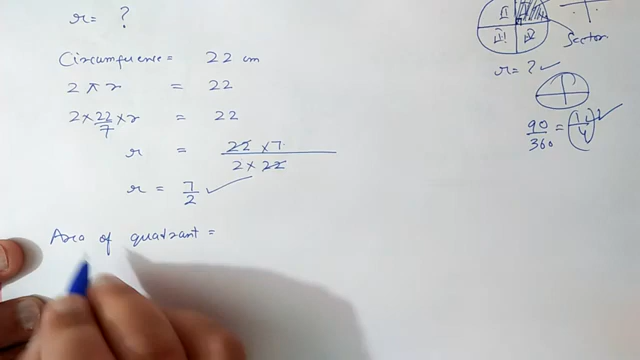 r = ?
Circumference = 22 cm
2 π r = 22
2 × 22/7 × r = 22
r = 22 × 7 / 2 × 22
r = 7/2 ✓
Area of quadrant =
II
III IV
Sector
r = ? ✓
90/360 = 1/4 ✓